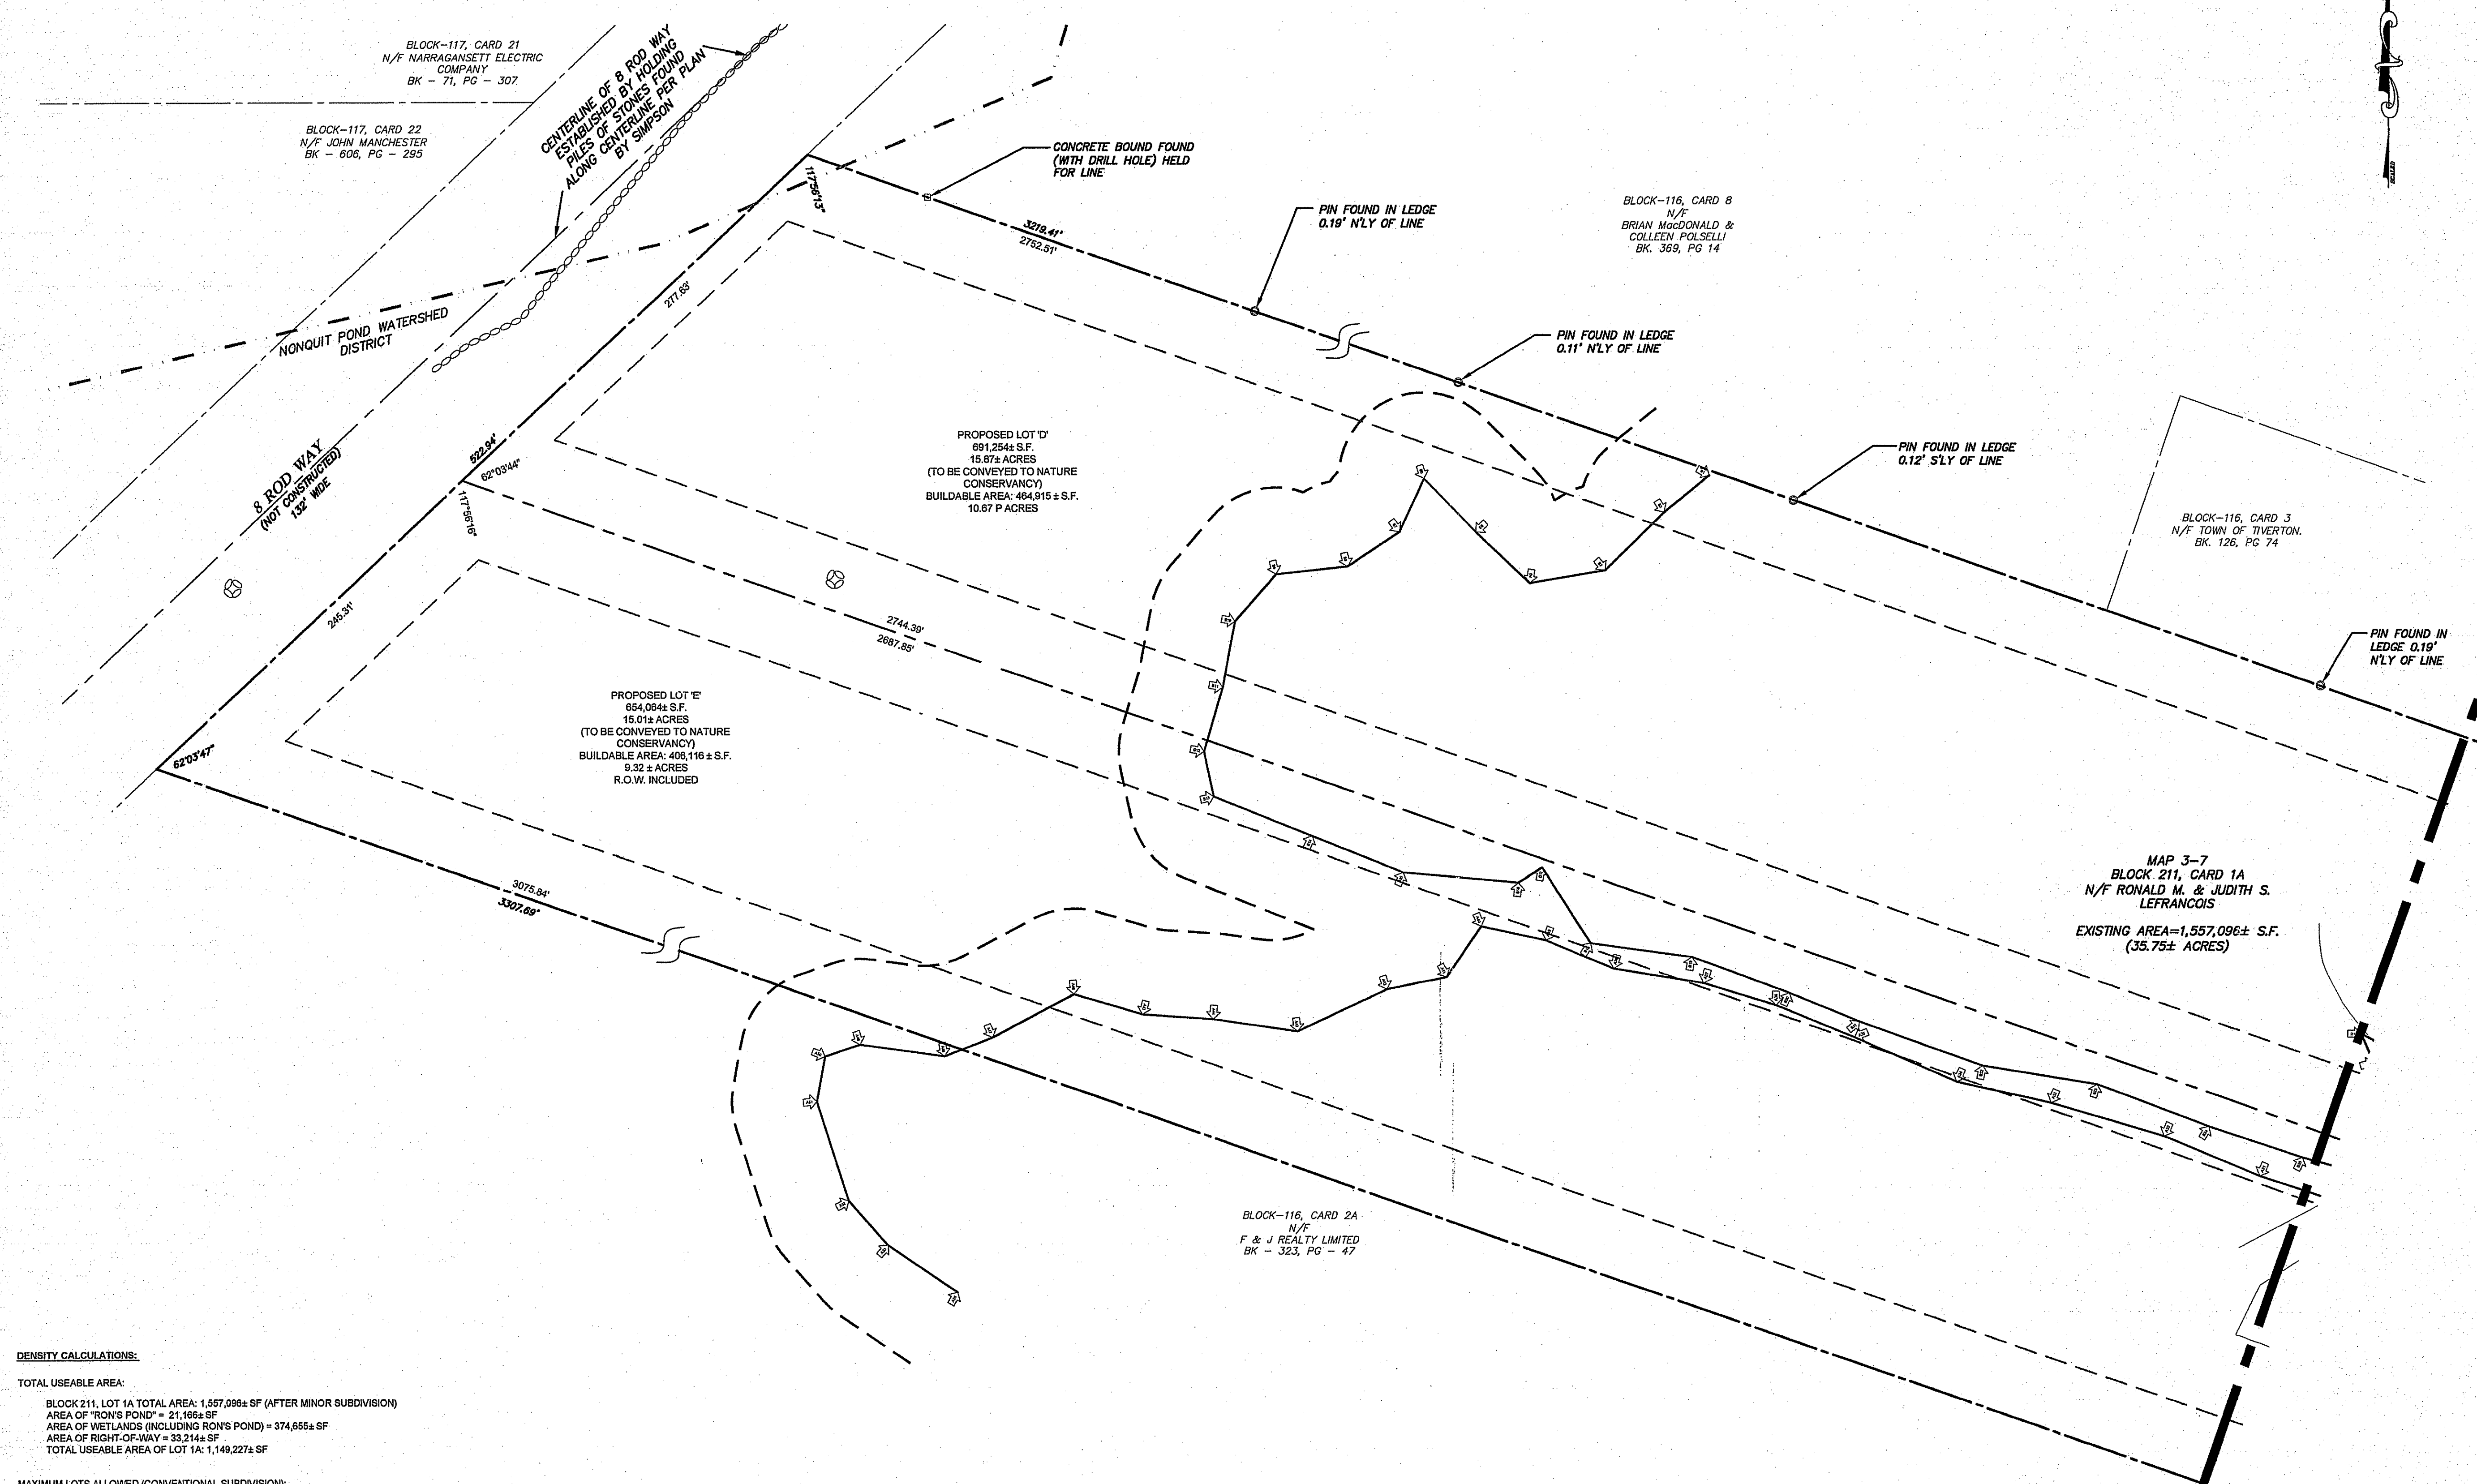 BLOCK-117, CARD 21
N/F NARRAGANSETT ELECTRIC
COMPANY
BK - 71, PG - 307
BLOCK-117, CARD 22
N/F JOHN MANCHESTER
BK - 606, PG - 295
CENTERLINE OF 8 ROD WAY
ESTABLISHED BY HOLDING
PILES OF STONES FOUND
ALONG CENTERLINE PER PLAN
BY SIMPSON
NONQUIT POND WATERSHED
DISTRICT
8 ROD WAY
(NOT CONSTRUCTED)
132' WIDE
CONCRETE BOUND FOUND
(WITH DRILL HOLE) HELD
FOR LINE
117°56'13"
3219.41'
2752.51'
PIN FOUND IN LEDGE
0.19' N'LY OF LINE
BLOCK-116, CARD 8
N/F
BRIAN MacDONALD &
COLLEEN POLSELLI
BK. 369, PG 14
PIN FOUND IN LEDGE
0.11' N'LY OF LINE
PIN FOUND IN LEDGE
0.12' S'LY OF LINE
BLOCK-116, CARD 3
N/F TOWN OF TIVERTON.
BK. 126, PG 74
PIN FOUND IN
LEDGE 0.19'
N'LY OF LINE
277.63'
522.94'
62°03'44"
117°56'16"
245.31'
62°03'47"
PROPOSED LOT 'D'
691,254± S.F.
15.87± ACRES
(TO BE CONVEYED TO NATURE
CONSERVANCY)
BUILDABLE AREA: 464,915 ± S.F.
10.67 P ACRES
2744.39'
2687.85'
PROPOSED LOT 'E'
654,064± S.F.
15.01± ACRES
(TO BE CONVEYED TO NATURE
CONSERVANCY)
BUILDABLE AREA: 406,116 ± S.F.
9.32 ± ACRES
R.O.W. INCLUDED
3075.84'
3307.69'
MAP 3-7
BLOCK 211, CARD 1A
N/F RONALD M. & JUDITH S.
LEFRANCOIS
EXISTING AREA=1,557,096± S.F.
(35.75± ACRES)
BLOCK-116, CARD 2A
N/F
F & J REALTY LIMITED
BK - 323, PG - 47
DENSITY CALCULATIONS:
TOTAL USEABLE AREA:
BLOCK 211, LOT 1A TOTAL AREA: 1,557,096± SF (AFTER MINOR SUBDIVISION)
AREA OF "RON'S POND" = 21,166± SF
AREA OF WETLANDS (INCLUDING RON'S POND) = 374,655± SF
AREA OF RIGHT-OF-WAY = 33,214± SF
TOTAL USEABLE AREA OF LOT 1A: 1,149,227± SF
MAXIMUM LOTS ALLOWED (CONVENTIONAL SUBDIVISION):